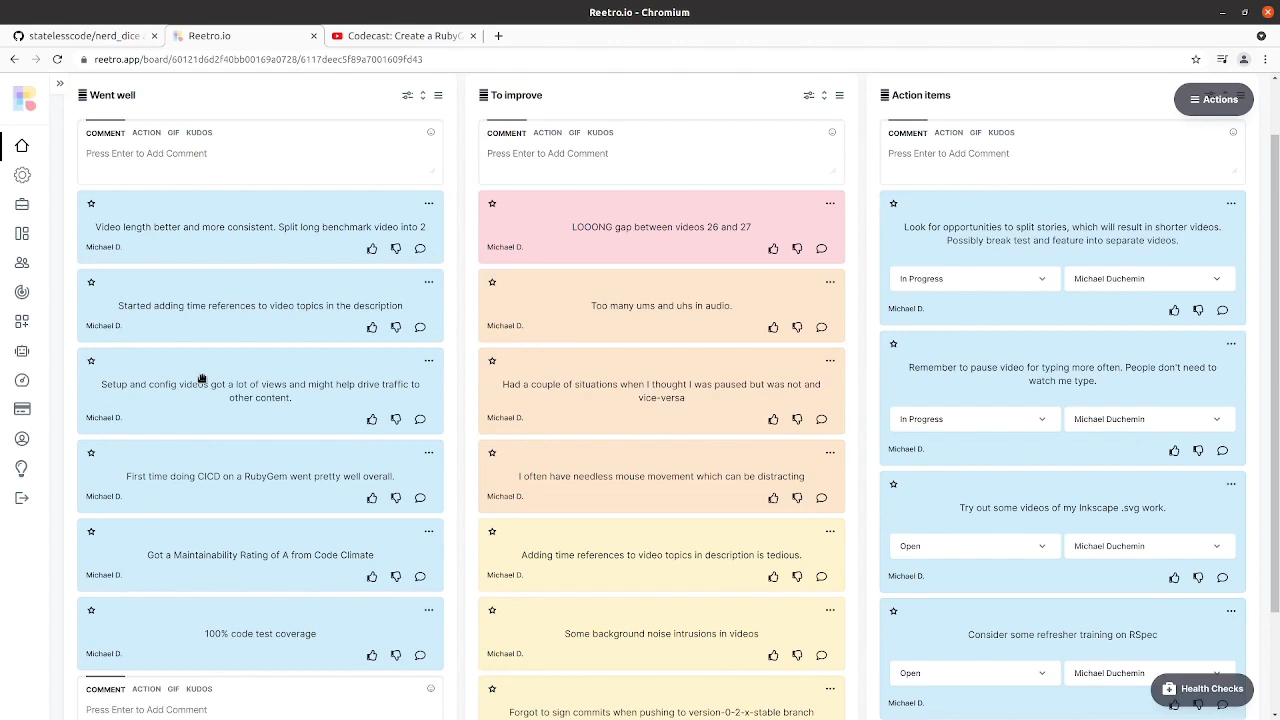 Reetro.io - Chromium
statelesscode/nerd_dice
Reetro.io
Codecast: Create a RubyG
reetro.app/board/60121d6d2f40bb00169a0728/6117deec5f89a7001609fd43
Went well
To improve
Action items
Actions
COMMENT ACTION GIF KUDOS
Press Enter to Add Comment
COMMENT ACTION GIF KUDOS
Press Enter to Add Comment
COMMENT ACTION GIF KUDOS
Press Enter to Add Comment
Video length better and more consistent. Split long benchmark video into 2
Michael D.
Started adding time references to video topics in the description
Michael D.
Setup and config videos got a lot of views and might help drive traffic to
other content.
Michael D.
First time doing CICD on a RubyGem went pretty well overall.
Michael D.
Got a Maintainability Rating of A from Code Climate
Michael D.
100% code test coverage
Michael D.
COMMENT ACTION GIF KUDOS
Press Enter to Add Comment
LOOONG gap between videos 26 and 27
Michael D.
Too many ums and uhs in audio.
Michael D.
Had a couple of situations when I thought I was paused but was not and
vice-versa
Michael D.
I often have needless mouse movement which can be distracting
Michael D.
Adding time references to video topics in description is tedious.
Michael D.
Some background noise intrusions in videos
Michael D.
Forgot to sign commits when pushing to version-0-2-x-stable branch
Look for opportunities to split stories, which will result in shorter videos.
Possibly break test and feature into separate videos.
In Progress
Michael Duchemin
Michael D.
Remember to pause video for typing more often. People don't need to
watch me type.
In Progress
Michael Duchemin
Michael D.
Try out some videos of my Inkscape .svg work.
Open
Michael Duchemin
Michael D.
Consider some refresher training on RSpec
Open
Michael Duchemin
Michael D.
Health Checks